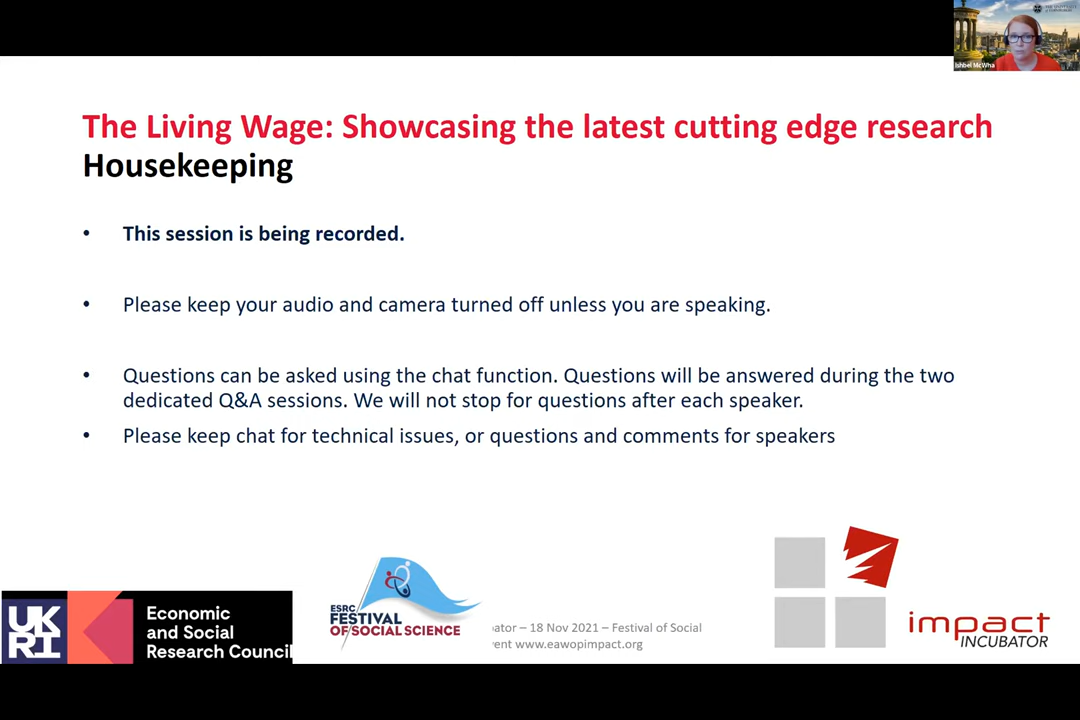 Ishbel McWha
The Living Wage: Showcasing the latest cutting edge research
Housekeeping
• This session is being recorded.
• Please keep your audio and camera turned off unless you are speaking.
• Questions can be asked using the chat function. Questions will be answered during the two
dedicated Q&A sessions. We will not stop for questions after each speaker.
• Please keep chat for technical issues, or questions and comments for speakers
UK
RI
Economic
and Social
Research Council
ESRC
FESTIVAL
OF SOCIAL SCIENCE
ator – 18 Nov 2021 – Festival of Social
ent www.eawopimpact.org
impact
INCUBATOR